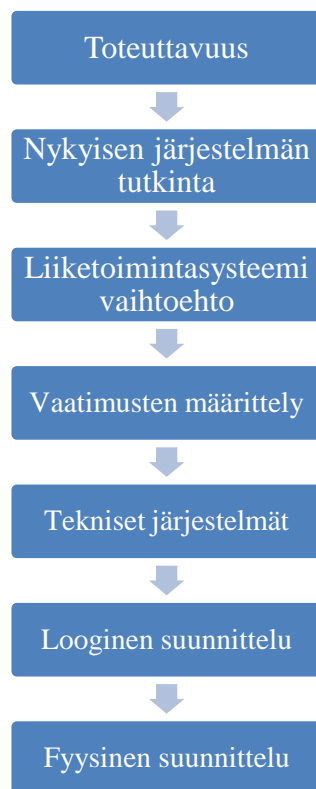 Toteuttavuus
Nykyisen järjestelmän
tutkinta
Liiketoimintasysteemi
vaihtoehto
Vaatimusten määrittely
Tekniset järjestelmät
Looginen suunnittelu
Fyysinen suunnittelu